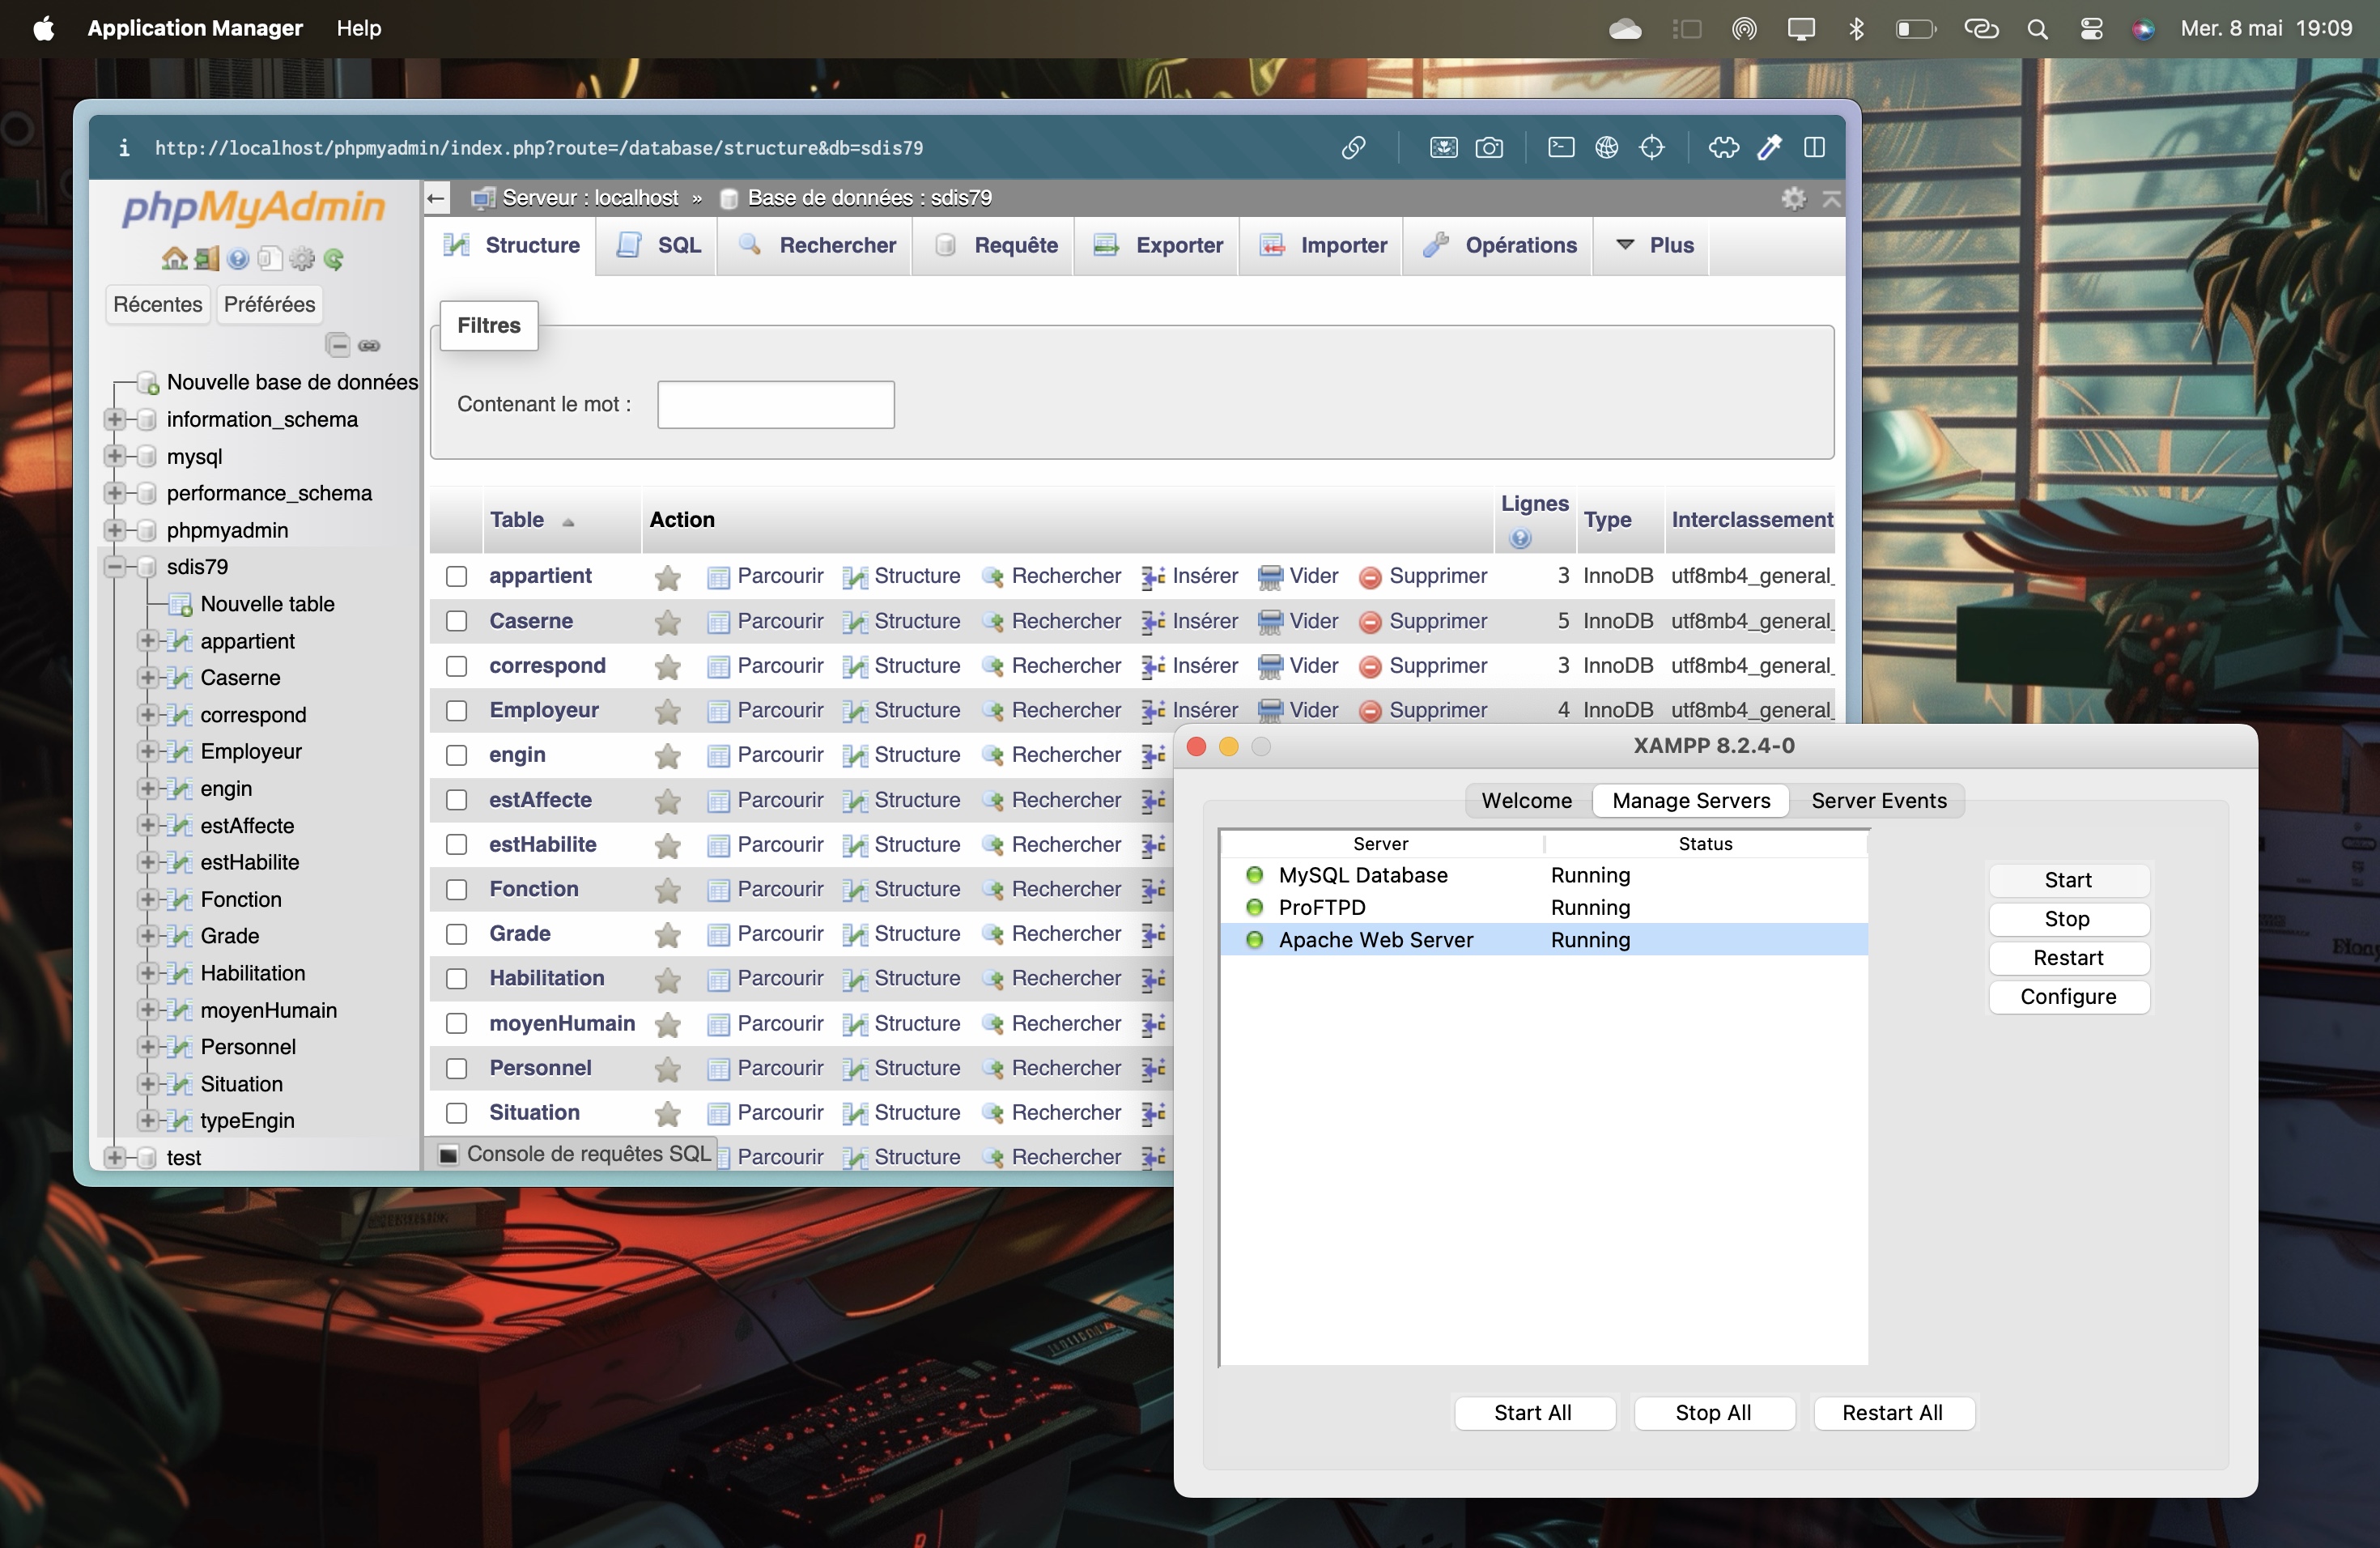 Application Manager Help Mer. 8 mai 19:09
http://localhost/phpmyadmin/index.php?route=/database/structure&db=sdis79
phpMyAdmin
Récentes Préférées
Nouvelle base de données
information_schema
mysql
performance_schema
phpmyadmin
sdis79
Nouvelle table
appartient
Caserne
correspond
Employeur
engin
estAffecte
estHabilite
Fonction
Grade
Habilitation
moyenHumain
Personnel
Situation
typeEngin
test
Serveur : localhost » Base de données : sdis79
Structure SQL Rechercher Requête Exporter Importer Opérations Plus
Filtres
Contenant le mot :
Table Action Lignes Type Interclassement
appartient Parcourir Structure Rechercher Insérer Vider Supprimer 3 InnoDB utf8mb4_general_
Caserne Parcourir Structure Rechercher Insérer Vider Supprimer 5 InnoDB utf8mb4_general_
correspond Parcourir Structure Rechercher Insérer Vider Supprimer 3 InnoDB utf8mb4_general_
Employeur Parcourir Structure Rechercher Insérer Vider Supprimer 4 InnoDB utf8mb4_general_
engin Parcourir Structure Rechercher
estAffecte Parcourir Structure Rechercher
estHabilite Parcourir Structure Rechercher
Fonction Parcourir Structure Rechercher
Grade Parcourir Structure Rechercher
Habilitation Parcourir Structure Rechercher
moyenHumain Parcourir Structure Rechercher
Personnel Parcourir Structure Rechercher
Situation Parcourir Structure Rechercher
Console de requêtes SQL Parcourir Structure Rechercher
XAMPP 8.2.4-0
Welcome Manage Servers Server Events
Server Status
MySQL Database Running
ProFTPD Running
Apache Web Server Running
Start
Stop
Restart
Configure
Start All Stop All Restart All